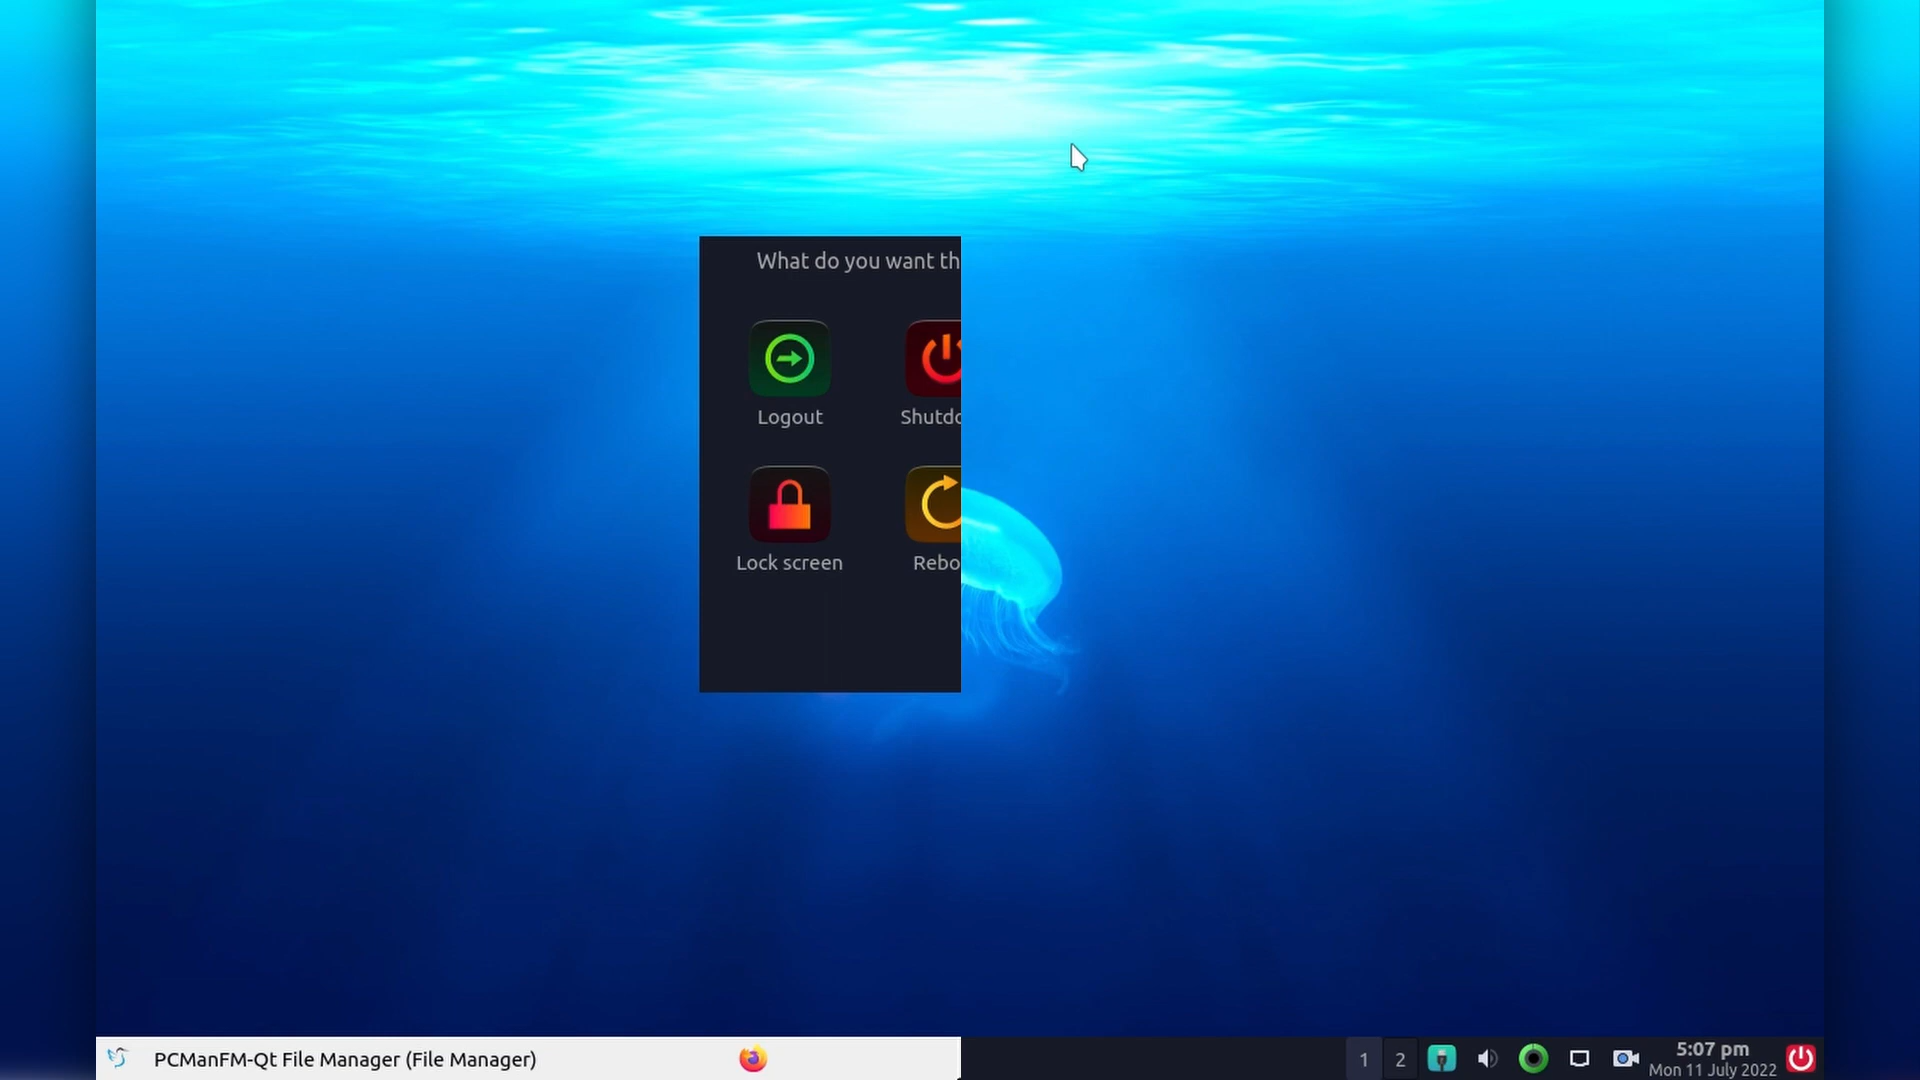 What do you want th
Logout
Shutdo
Lock screen
Rebo
PCManFM-Qt File Manager (File Manager)
1
2
5:07 pm
Mon 11 July 2022